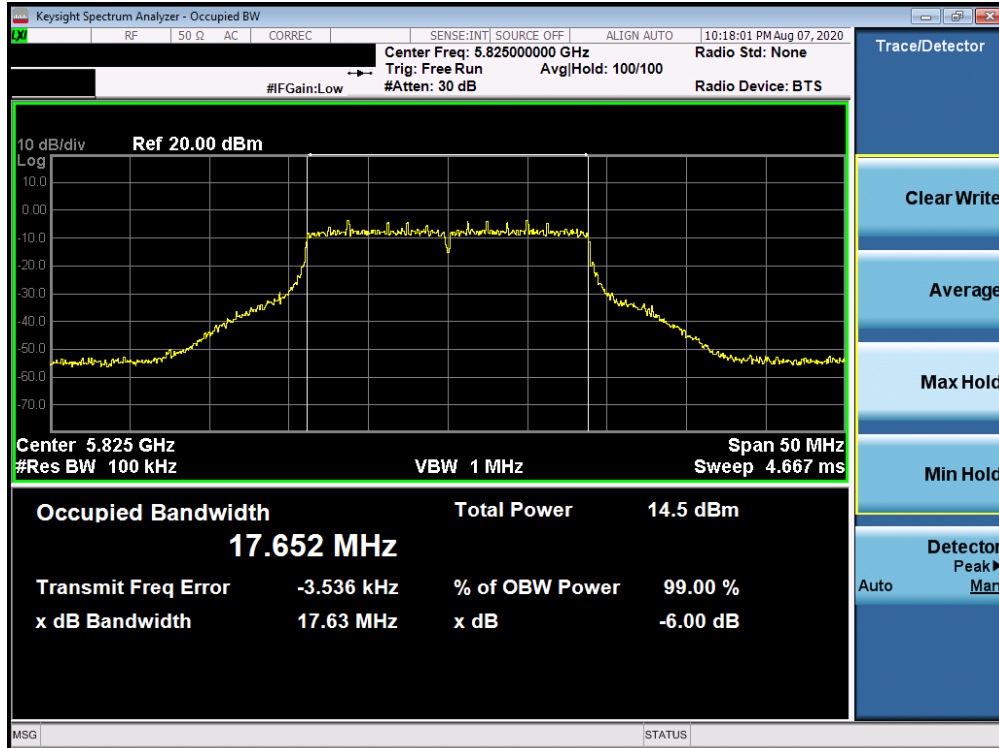 Keysight Spectrum Analyzer - Occupied BW
LXI RF 50 Ω AC CORREC SENSE:INT SOURCE OFF ALIGN AUTO 10:18:01 PM Aug 07, 2020
Center Freq: 5.825000000 GHz Radio Std: None
Trig: Free Run Avg|Hold: 100/100
#IFGain:Low #Atten: 30 dB Radio Device: BTS
10 dB/div Ref 20.00 dBm
Log
10.0
0.00
-10.0
-20.0
-30.0
-40.0
-50.0
-60.0
-70.0
Center 5.825 GHz Span 50 MHz
#Res BW 100 kHz VBW 1 MHz Sweep 4.667 ms
Occupied Bandwidth Total Power 14.5 dBm
17.652 MHz
Transmit Freq Error -3.536 kHz % of OBW Power 99.00 %
x dB Bandwidth 17.63 MHz x dB -6.00 dB
MSG STATUS
Trace/Detector
Clear Write
Average
Max Hold
Min Hold
Detector
Peak▶
Auto Man